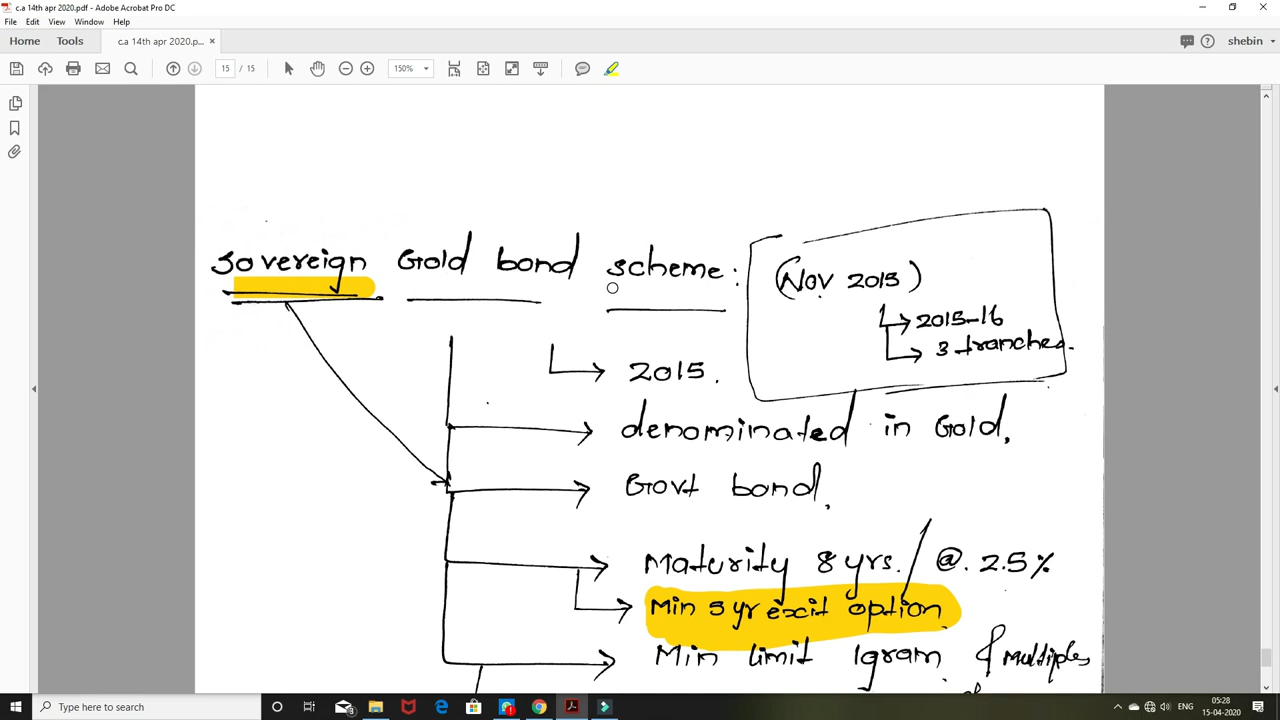 c.a 14th apr 2020.pdf - Adobe Acrobat Pro DC
File Edit View Window Help
Home Tools c.a 14th apr 2020.p... × shebin
15 / 15 150%
Sovereign Gold bond scheme:
(Nov 2015)
2015-16
3 tranches.
2015.
denominated in Gold.
Govt bond.
Maturity 8 yrs. / @. 2.5%
Min 5 yr exit option
Min limit 1gram & multiples
Type here to search
ENG
05:28
15-04-2020